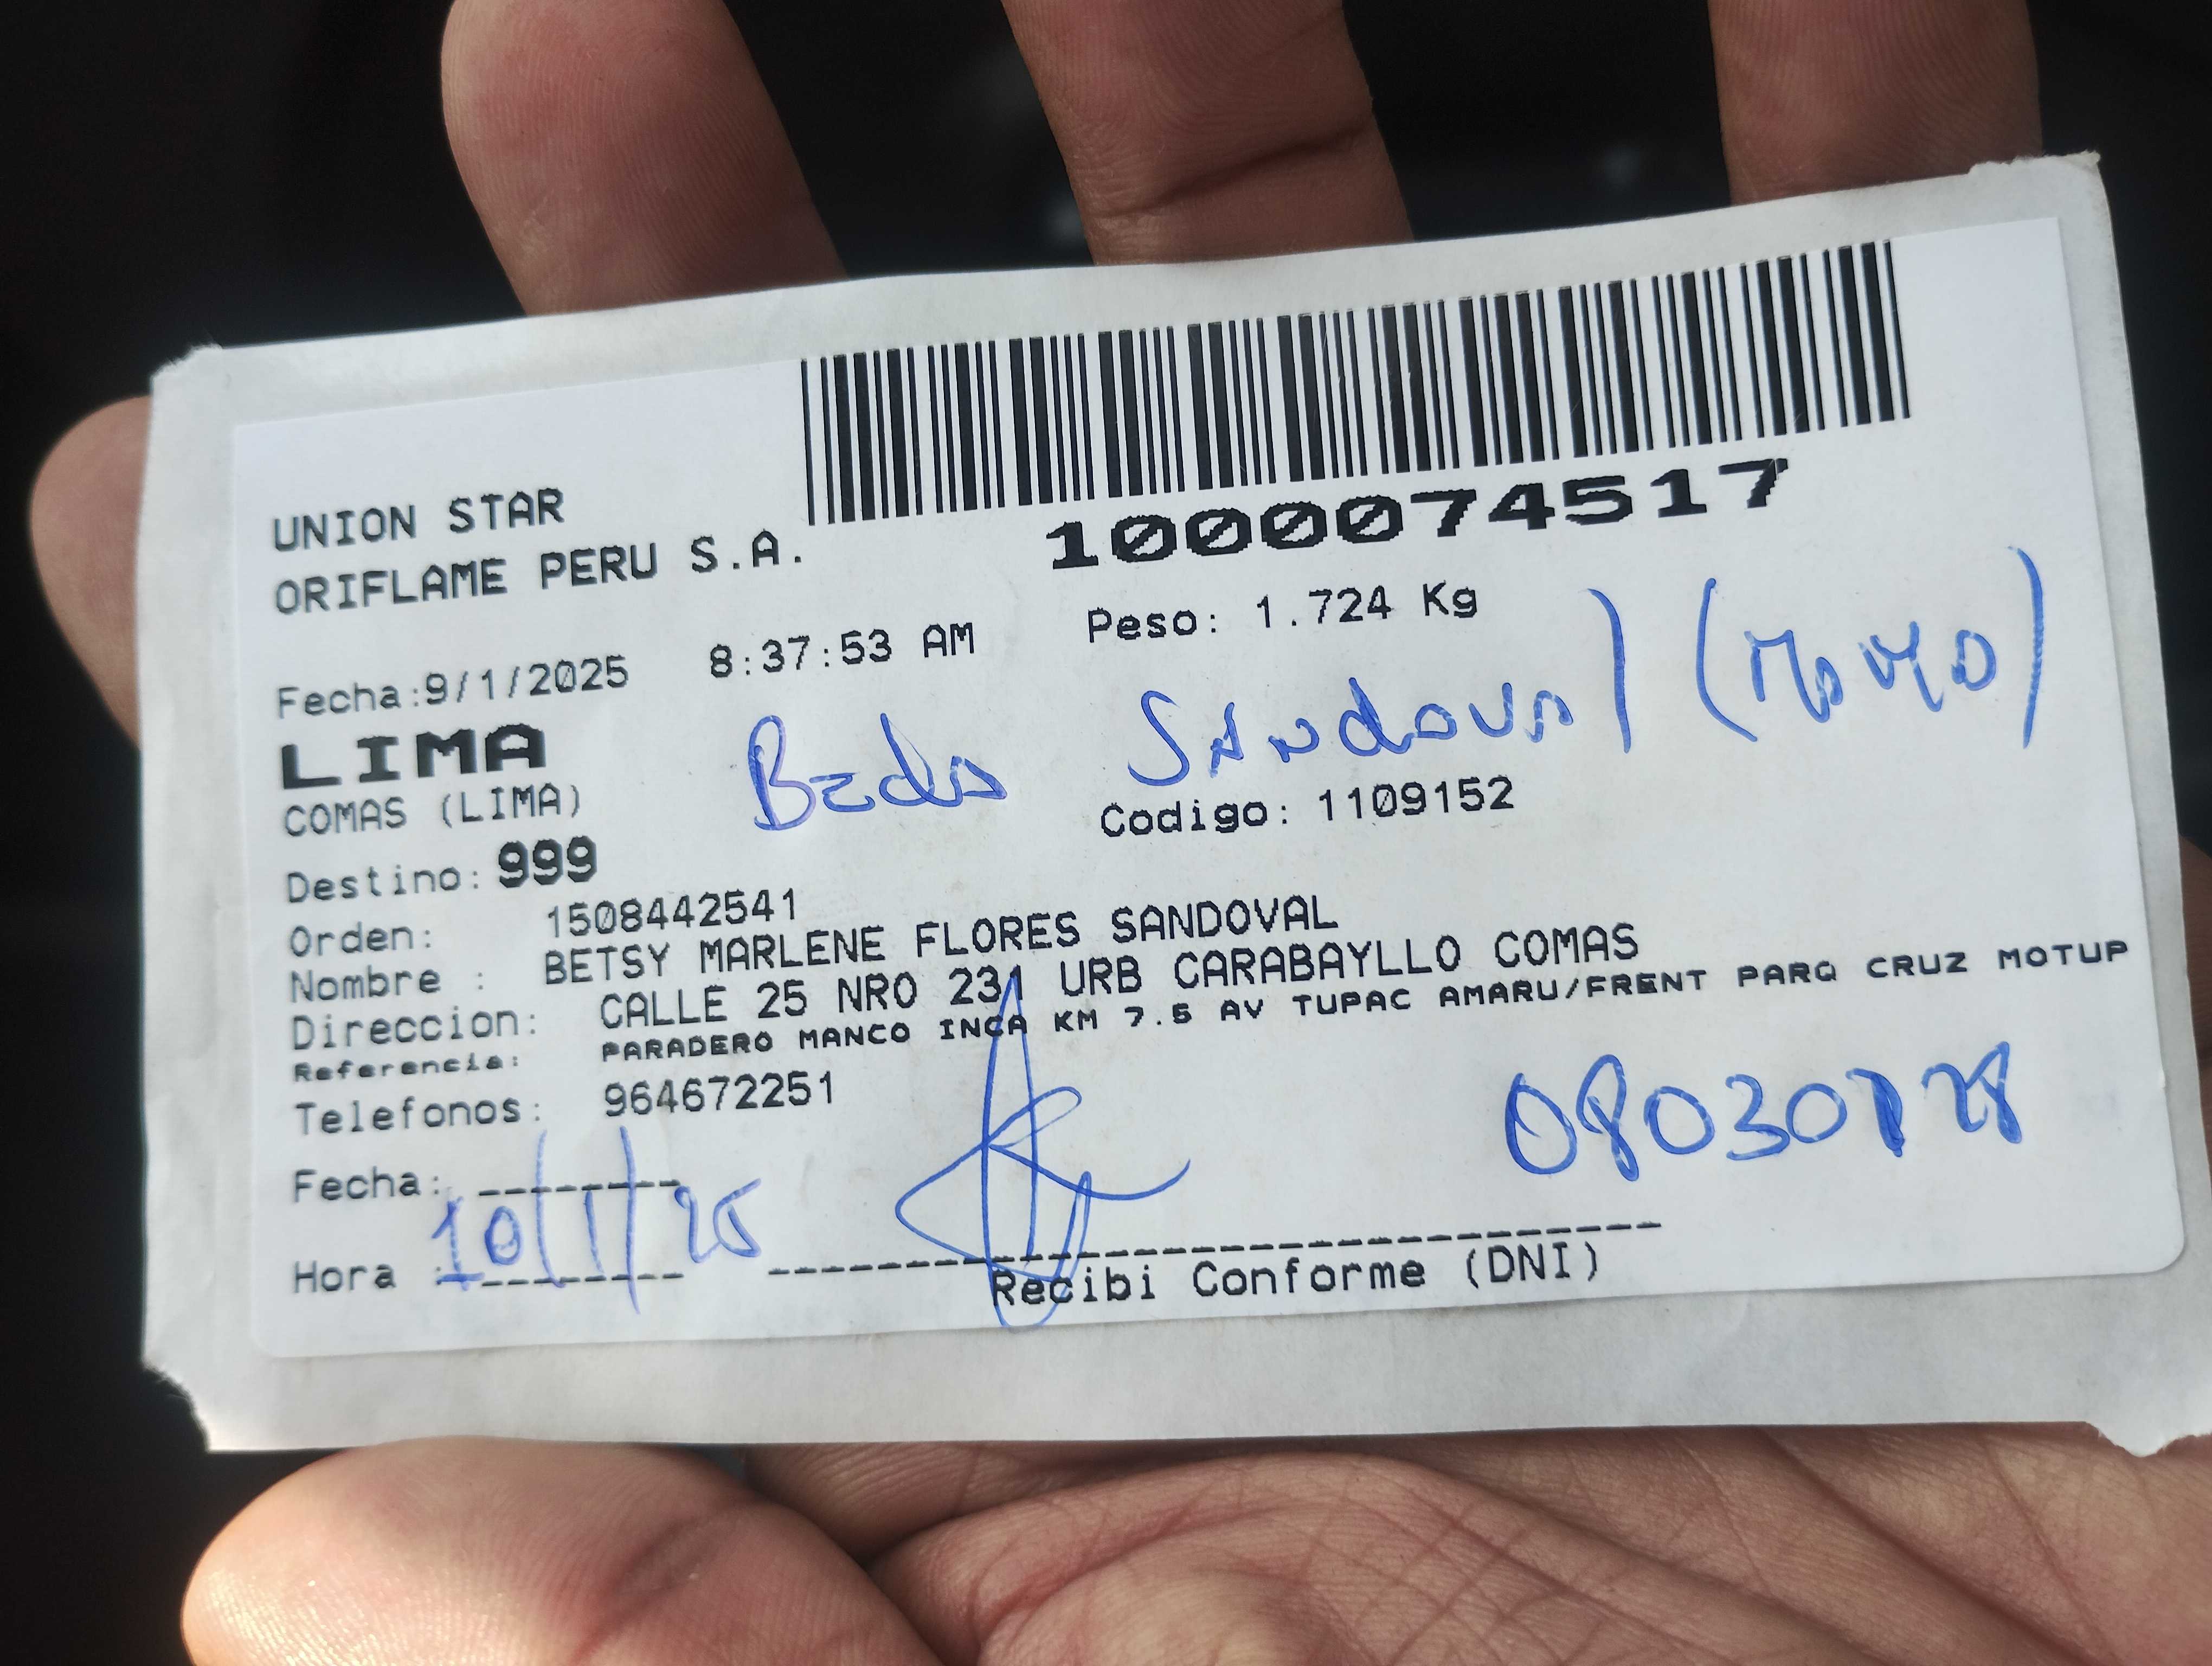 1000074517
UNION STAR
ORIFLAME PERU S.A.
Fecha:9/1/2025 8:37:53 AM Peso: 1.724 Kg
LIMA
Sandoval
COMAS (LIMA) Codigo: 1109152
Destino: 999
Orden: 1508442541
Nombre : BETSY MARLENE FLORES SANDOVAL
Direccion: CALLE 25 NRO 231 URB CARABAYLLO COMAS
Referencia: PARADERO MANCO INCA KM 7.5 AV TUPAC AMARU/FRENT PARQ CRUZ MOTUP
Telefonos: 964672251
Fecha: 10/1/25
Hora :
Recibi Conforme (DNI)